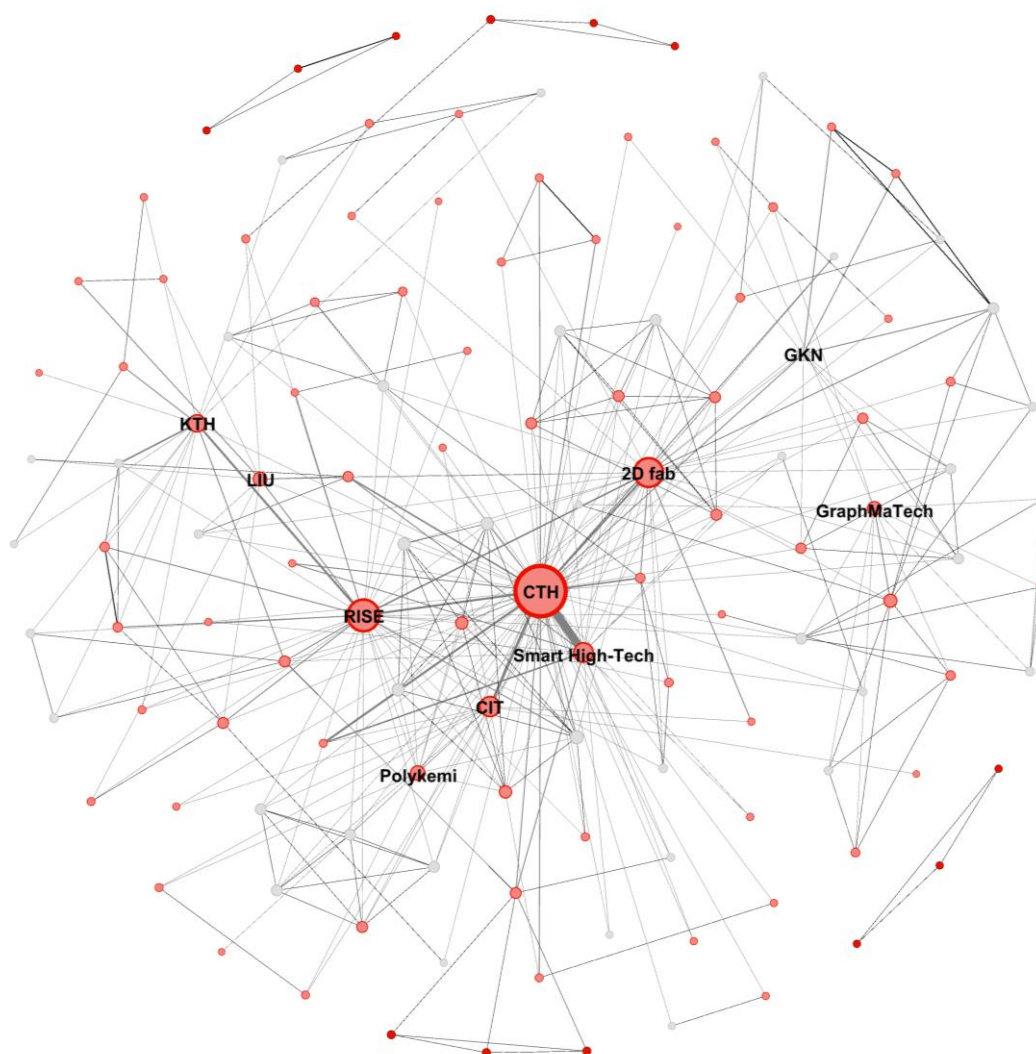 GKN
KTH
2D fab
LIU
GraphMaTech
CTH
RISE
Smart High-Tech
CIT
Polykemi